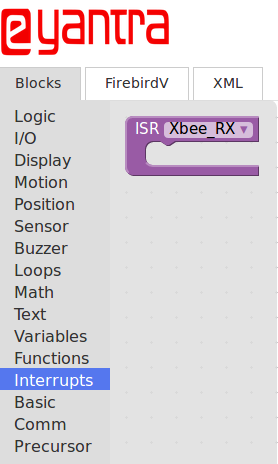 eyantra
Blocks
FirebirdV
XML
Logic
I/O
Display
Motion
Position
Sensor
Buzzer
Loops
Math
Text
Variables
Functions
Interrupts
Basic
Comm
Precursor
ISR Xbee_RX ▼